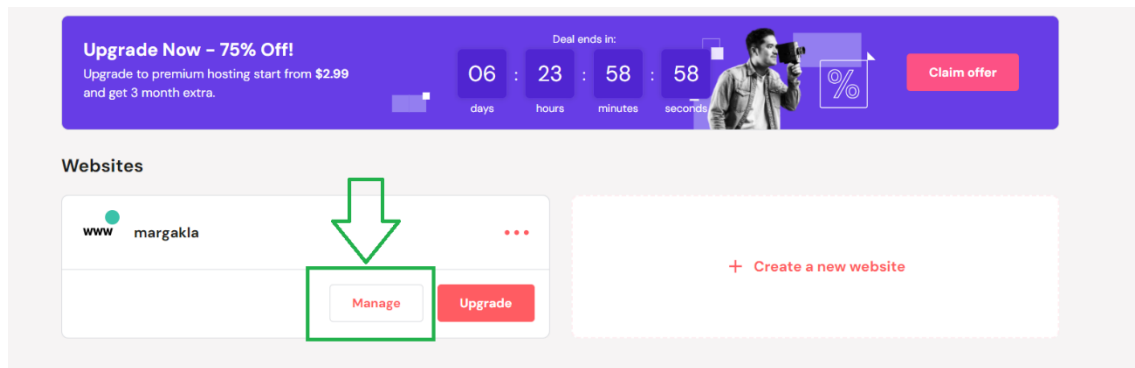 Upgrade Now – 75% Off!
Upgrade to premium hosting start from $2.99
and get 3 month extra.
Deal ends in:
06 : 23 : 58 : 58
days hours minutes seconds
%
Claim offer
Websites
www margakla
Manage
Upgrade
+ Create a new website